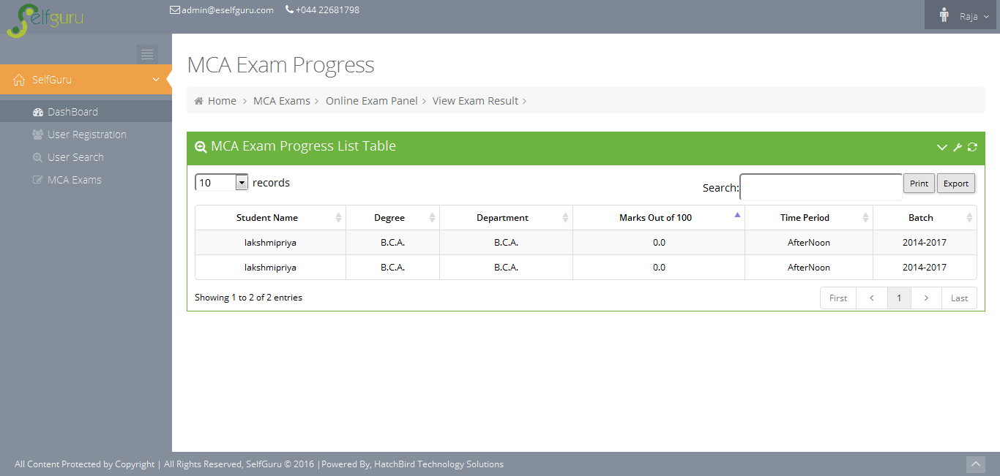 Selfguru
admin@eselfguru.com +044 22681798
Raja
SelfGuru
DashBoard
User Registration
User Search
MCA Exams
MCA Exam Progress
Home > MCA Exams > Online Exam Panel > View Exam Result >
MCA Exam Progress List Table
10 records
Search: Print Export
Student Name Degree Department Marks Out of 100 Time Period Batch
lakshmipriya B.C.A. B.C.A. 0.0 AfterNoon 2014-2017
lakshmipriya B.C.A. B.C.A. 0.0 AfterNoon 2014-2017
Showing 1 to 2 of 2 entries
First < 1 > Last
All Content Protected by Copyright | All Rights Reserved, SelfGuru © 2016 |Powered By, HatchBird Technology Solutions